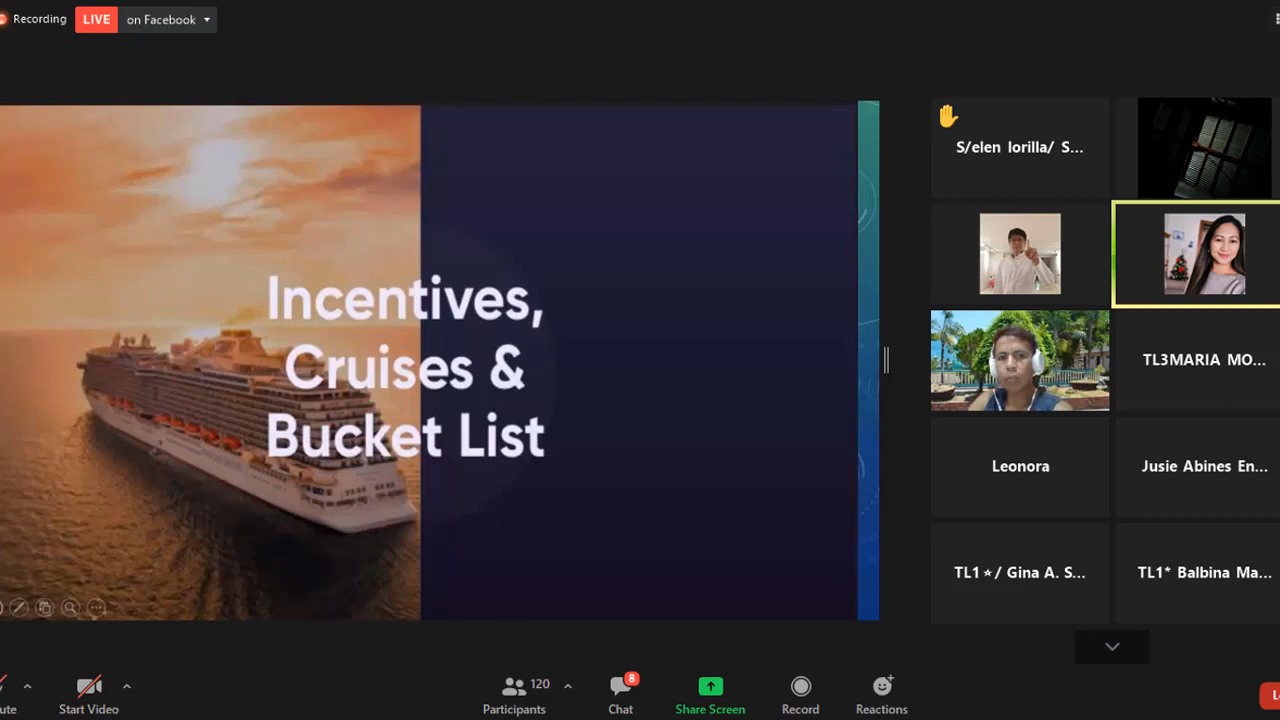 Recording
LIVE
on Facebook
Incentives,
Cruises &
Bucket List
S/elen lorilla/ S...
TL3MARIA MO...
Leonora
Jusie Abines En...
TL1⭑/ Gina A. S...
TL1* Balbina Ma...
ute
Start Video
120
Participants
8
Chat
Share Screen
Record
Reactions